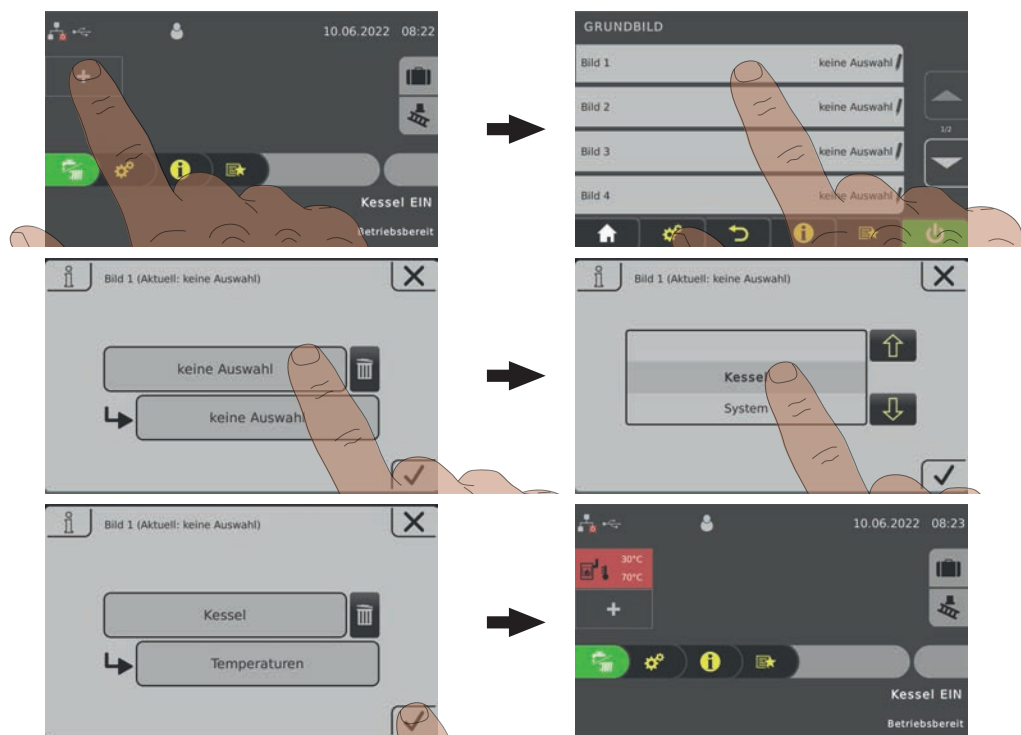 10.06.2022 08:22
+
i
Kessel EIN
Betriebsbereit
GRUNDBILD
Bild 1 keine Auswahl
Bild 2 keine Auswahl
1/2
Bild 3 keine Auswahl
Bild 4 keine Auswahl
i
Bild 1 (Aktuell: keine Auswahl)
keine Auswahl
keine Auswahl
Bild 1 (Aktuell: keine Auswahl)
Kessel
System
Bild 1 (Aktuell: keine Auswahl)
Kessel
Temperaturen
10.06.2022 08:23
30°C
70°C
+
i
Kessel EIN
Betriebsbereit